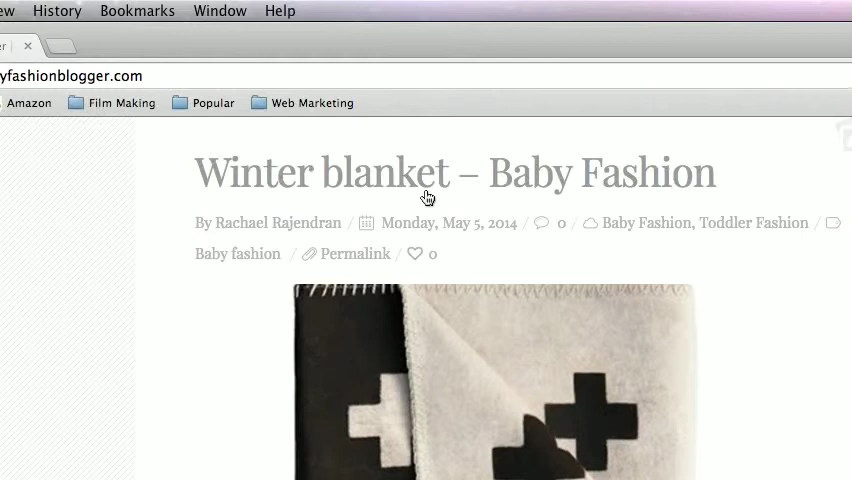 ew History Bookmarks Window Help
er
yfashionblogger.com
Amazon Film Making Popular Web Marketing
Winter blanket – Baby Fashion
By Rachael Rajendran / Monday, May 5, 2014 / 0 / Baby Fashion, Toddler Fashion /
Baby fashion / Permalink / 0